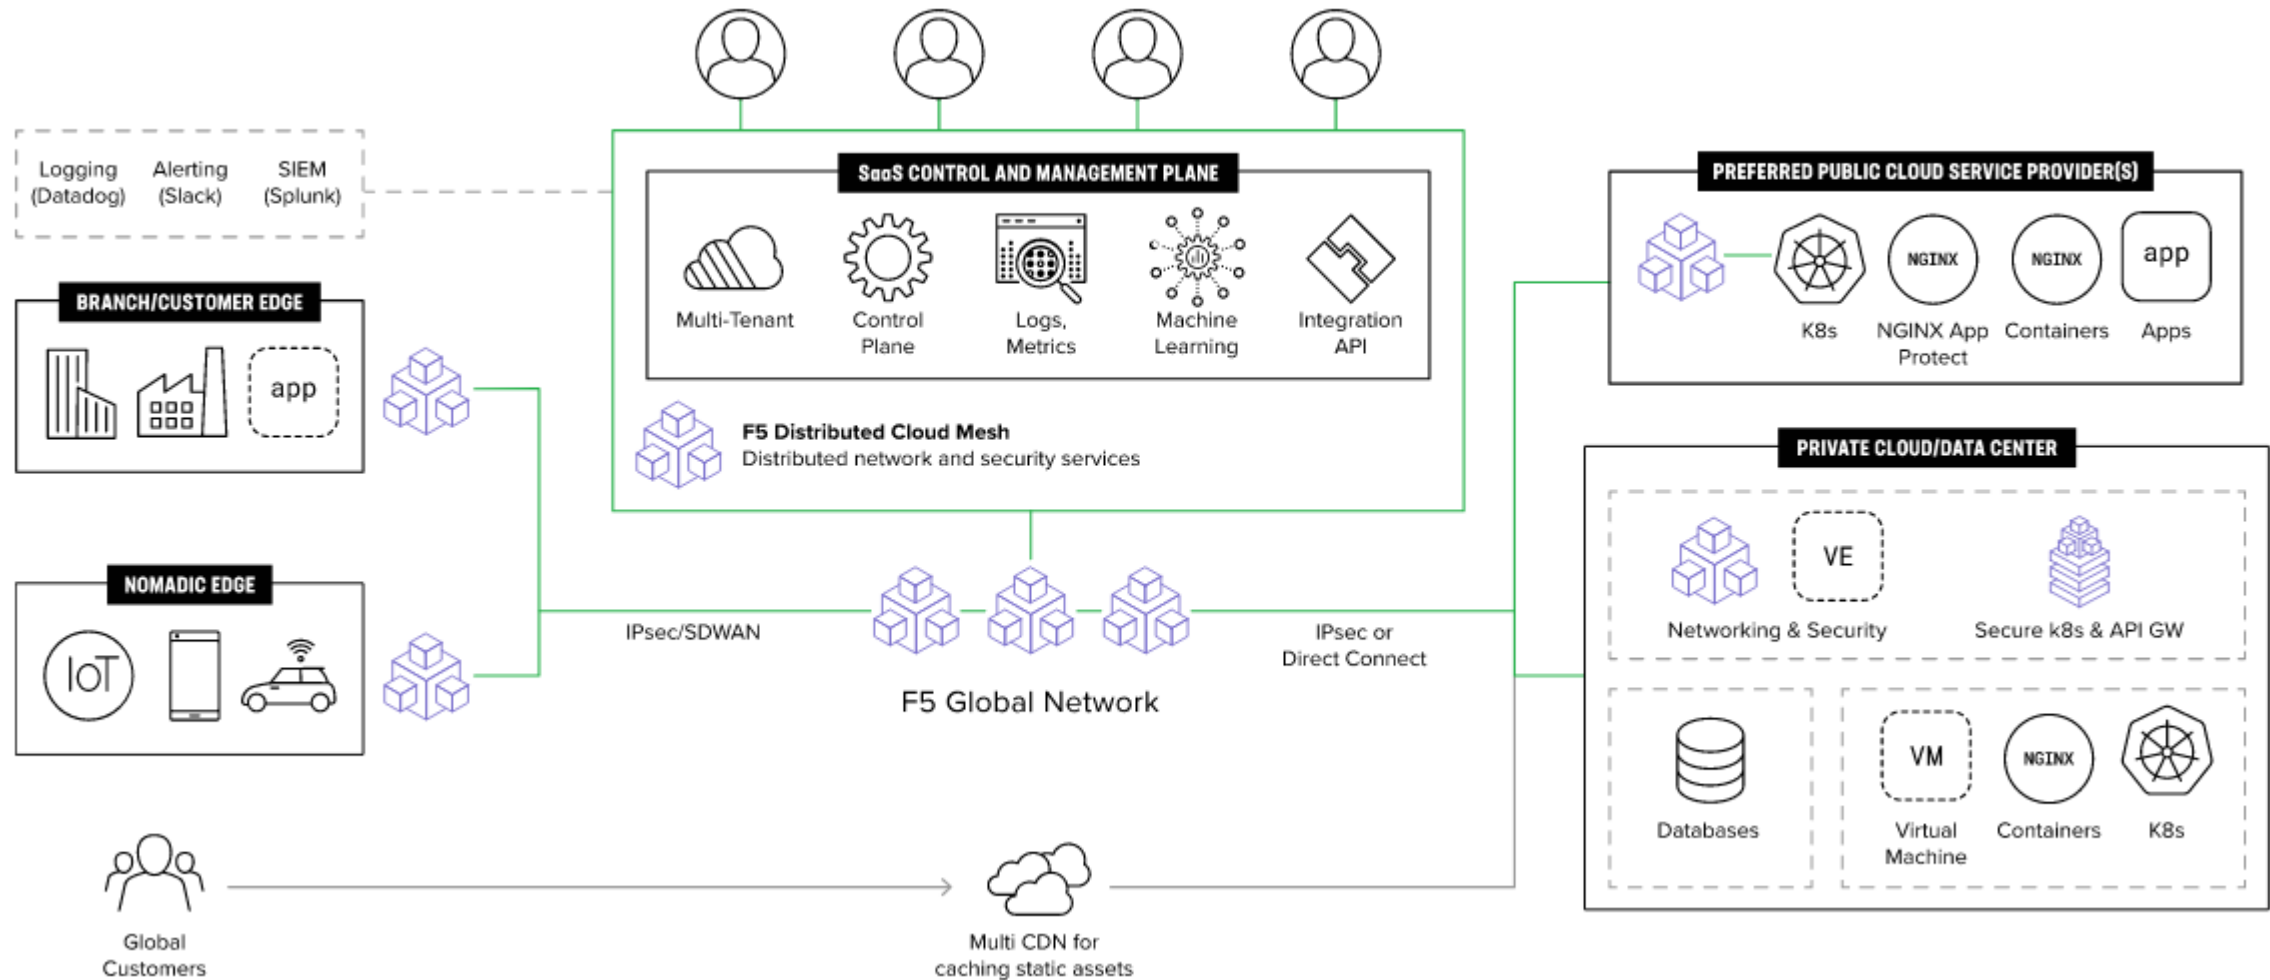 Logging
(Datadog)
Alerting
(Slack)
SIEM
(Splunk)
SaaS CONTROL AND MANAGEMENT PLANE
Multi-Tenant
Control
Plane
Logs,
Metrics
Machine
Learning
Integration
API
F5 Distributed Cloud Mesh
Distributed network and security services
PREFERRED PUBLIC CLOUD SERVICE PROVIDER(S)
NGINX
NGINX
app
K8s
NGINX App
Protect
Containers
Apps
BRANCH/CUSTOMER EDGE
app
NOMADIC EDGE
IoT
IPsec/SDWAN
IPsec or
Direct Connect
F5 Global Network
PRIVATE CLOUD/DATA CENTER
VE
Networking & Security
Secure k8s & API GW
Databases
VM
NGINX
Virtual
Machine
Containers
K8s
Global
Customers
Multi CDN for
caching static assets